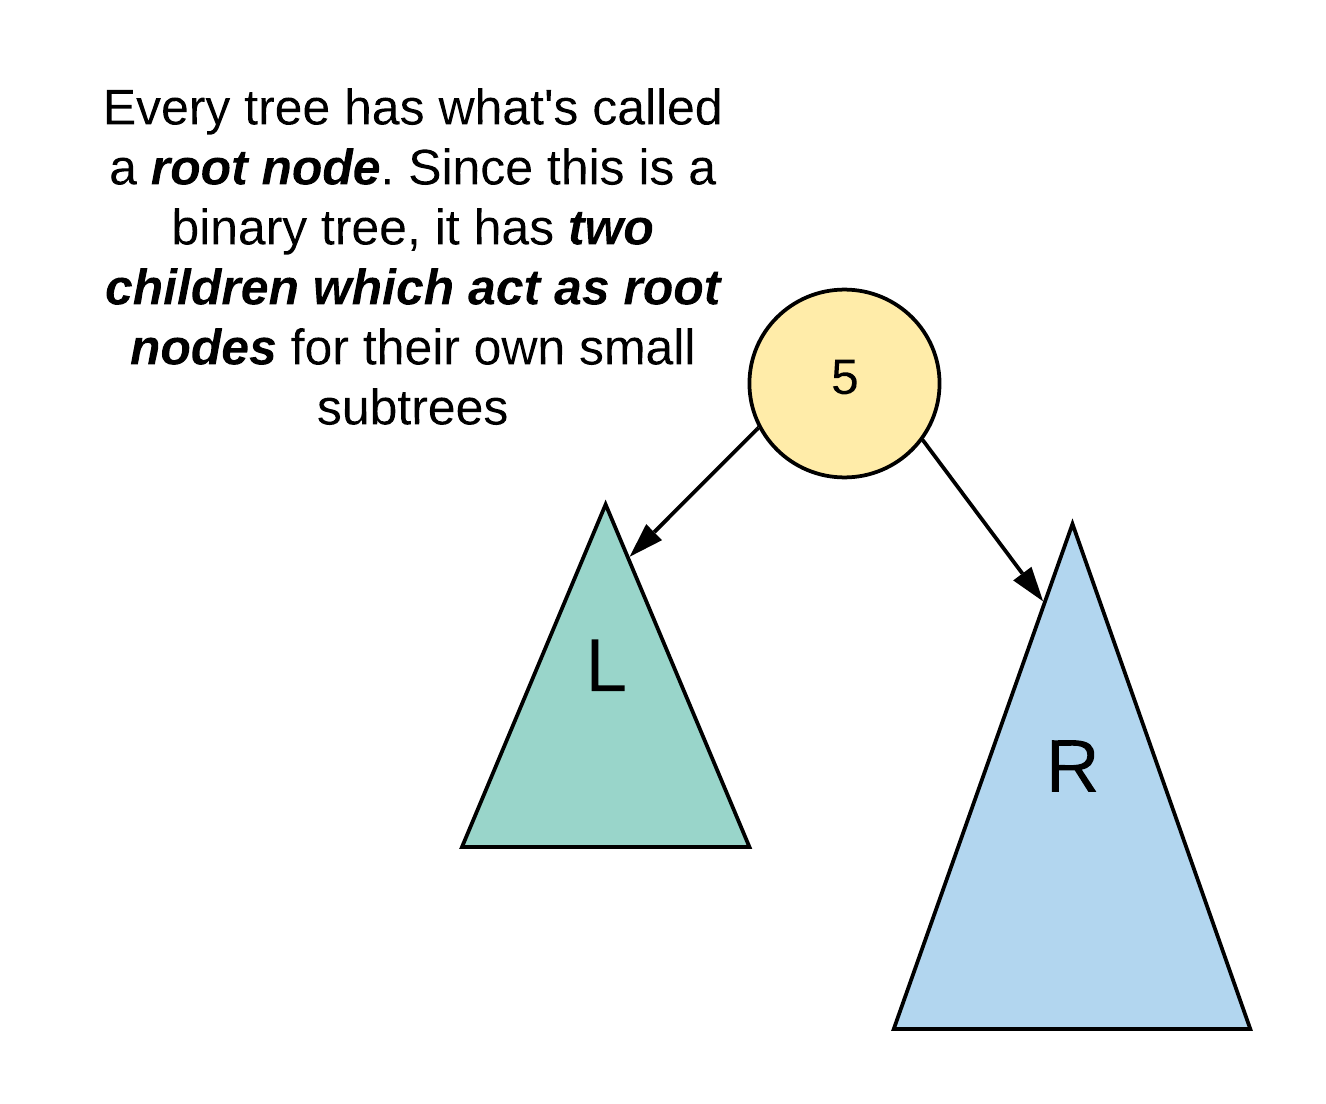 Every tree has what's called
a root node. Since this is a
binary tree, it has two
children which act as root
nodes for their own small
subtrees
5
L
R